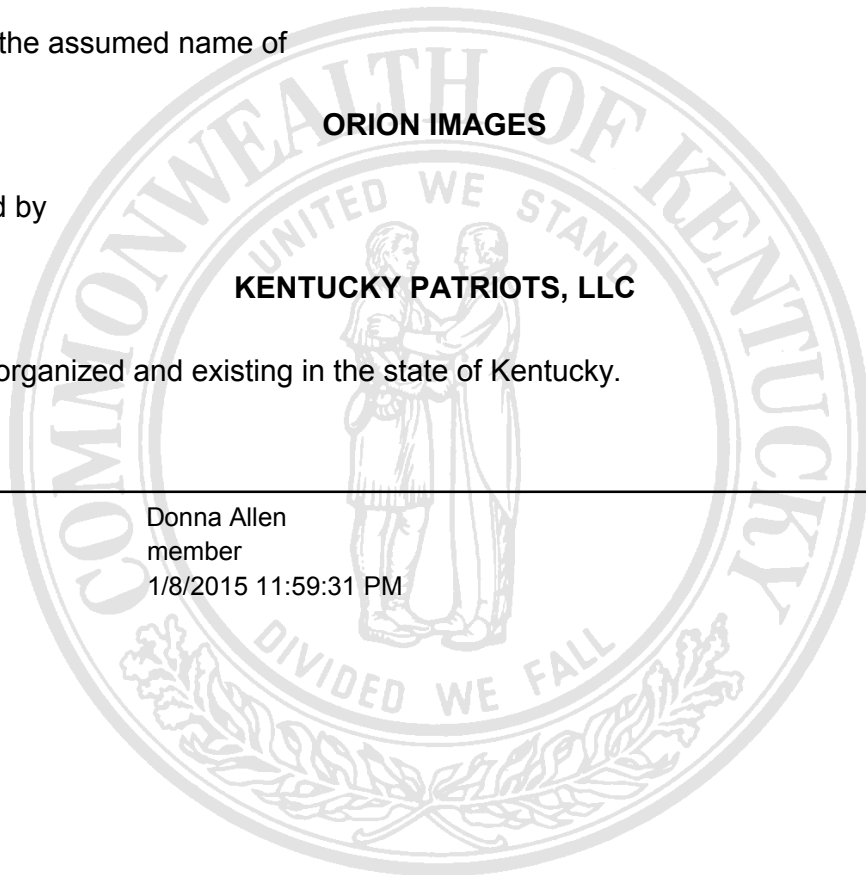 the assumed name of
ORION IMAGES
d by
KENTUCKY PATRIOTS, LLC
organized and existing in the state of Kentucky.
Donna Allen
member
1/8/2015 11:59:31 PM
COMMONWEALTH OF KENTUCKY
UNITED WE STAND
DIVIDED WE FALL